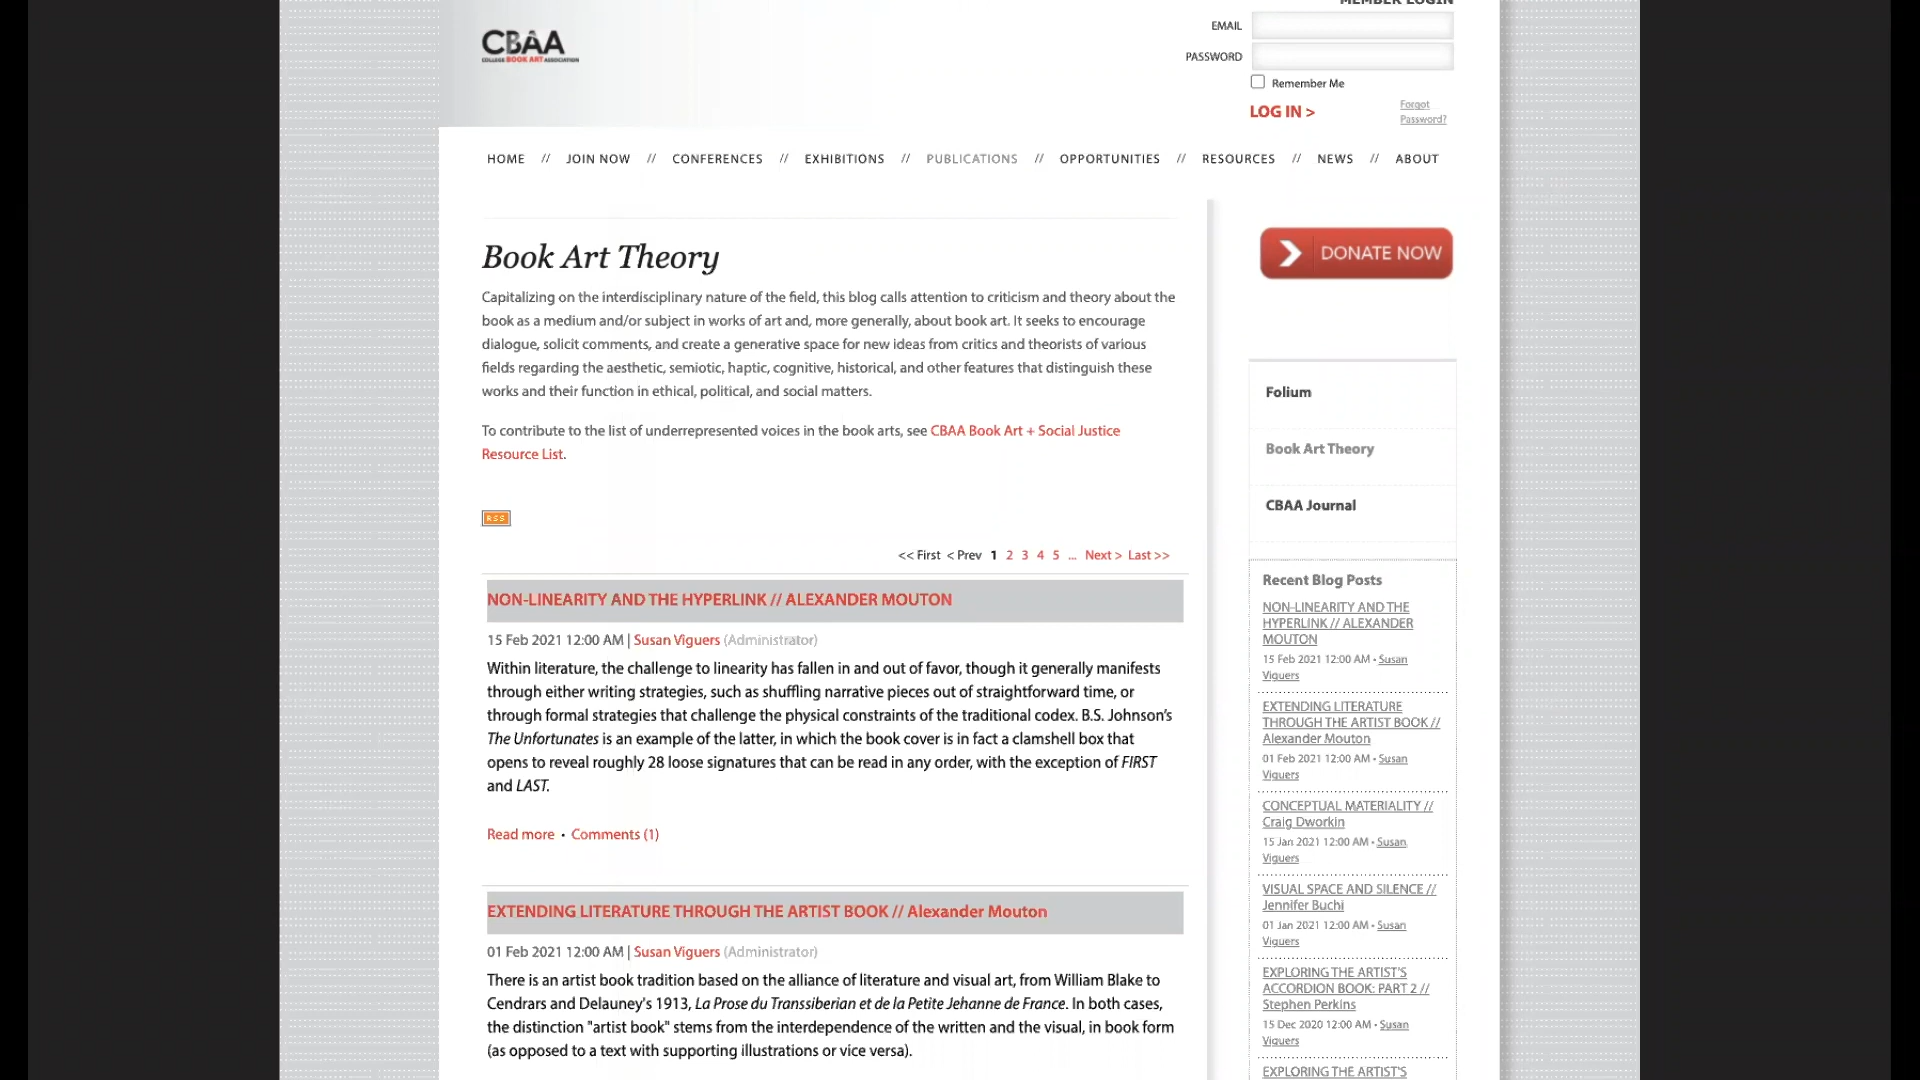 MEMBER LOGIN
CBAA
COLLEGE BOOK ART ASSOCIATION
EMAIL
PASSWORD
Remember Me
LOG IN >
Forgot
Password?
HOME // JOIN NOW // CONFERENCES // EXHIBITIONS // PUBLICATIONS // OPPORTUNITIES // RESOURCES // NEWS // ABOUT
Book Art Theory
Capitalizing on the interdisciplinary nature of the field, this blog calls attention to criticism and theory about the
book as a medium and/or subject in works of art and, more generally, about book art. It seeks to encourage
dialogue, solicit comments, and create a generative space for new ideas from critics and theorists of various
fields regarding the aesthetic, semiotic, haptic, cognitive, historical, and other features that distinguish these
works and their function in ethical, political, and social matters.
To contribute to the list of underrepresented voices in the book arts, see CBAA Book Art + Social Justice
Resource List.
RSS
<< First < Prev 1 2 3 4 5 ... Next > Last >>
NON-LINEARITY AND THE HYPERLINK // ALEXANDER MOUTON
15 Feb 2021 12:00 AM | Susan Viguers (Administrator)
Within literature, the challenge to linearity has fallen in and out of favor, though it generally manifests
through either writing strategies, such as shuffling narrative pieces out of straightforward time, or
through formal strategies that challenge the physical constraints of the traditional codex. B.S. Johnson's
The Unfortunates is an example of the latter, in which the book cover is in fact a clamshell box that
opens to reveal roughly 28 loose signatures that can be read in any order, with the exception of FIRST
and LAST.
Read more • Comments (1)
EXTENDING LITERATURE THROUGH THE ARTIST BOOK // Alexander Mouton
01 Feb 2021 12:00 AM | Susan Viguers (Administrator)
There is an artist book tradition based on the alliance of literature and visual art, from William Blake to
Cendrars and Delauney's 1913, La Prose du Transsiberian et de la Petite Jehanne de France. In both cases,
the distinction "artist book" stems from the interdependence of the written and the visual, in book form
(as opposed to a text with supporting illustrations or vice versa).
DONATE NOW
Folium
Book Art Theory
CBAA Journal
Recent Blog Posts
NON-LINEARITY AND THE
HYPERLINK // ALEXANDER
MOUTON
15 Feb 2021 12:00 AM • Susan
Viguers
EXTENDING LITERATURE
THROUGH THE ARTIST BOOK //
Alexander Mouton
01 Feb 2021 12:00 AM • Susan
Viguers
CONCEPTUAL MATERIALITY //
Craig Dworkin
15 Jan 2021 12:00 AM • Susan
Viguers
VISUAL SPACE AND SILENCE //
Jennifer Buchi
01 Jan 2021 12:00 AM • Susan
Viguers
EXPLORING THE ARTIST'S
ACCORDION BOOK: PART 2 //
Stephen Perkins
15 Dec 2020 12:00 AM • Susan
Viguers
EXPLORING THE ARTIST'S